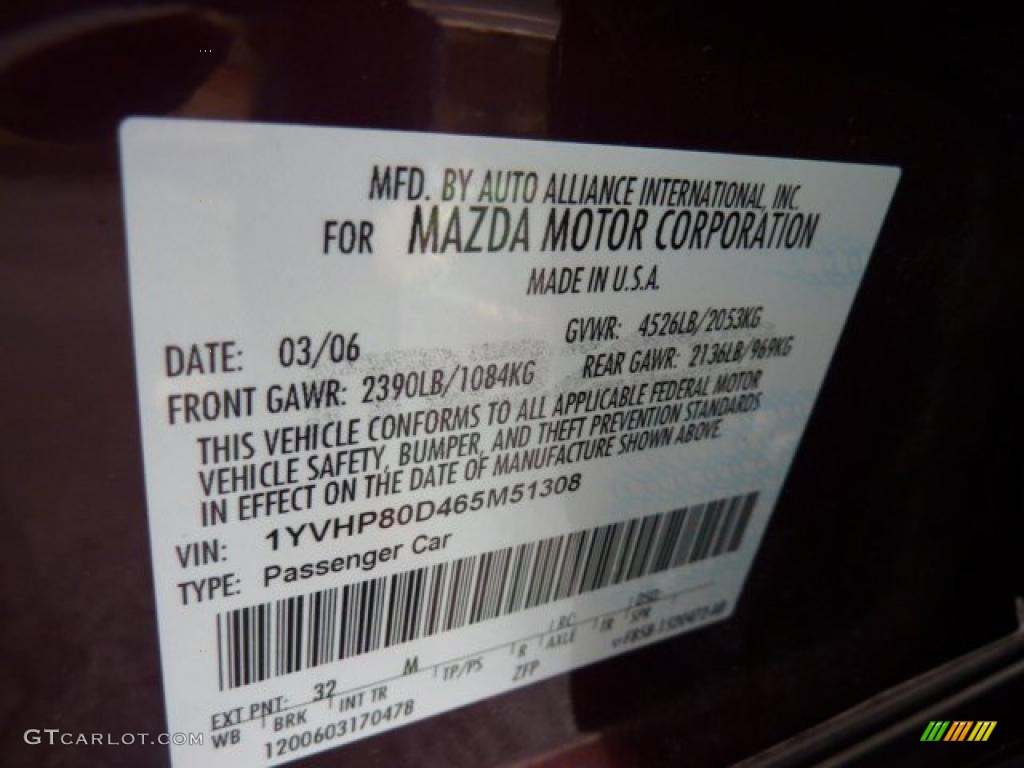 MFD. BY AUTO ALLIANCE INTERNATIONAL, INC.
FOR MAZDA MOTOR CORPORATION
MADE IN U.S.A.
DATE: 03/06 GVWR: 4526LB/2053KG
FRONT GAWR: 2390LB/1084KG REAR GAWR: 2136LB/969KG
THIS VEHICLE CONFORMS TO ALL APPLICABLE FEDERAL MOTOR
VEHICLE SAFETY, BUMPER, AND THEFT PREVENTION STANDARDS
IN EFFECT ON THE DATE OF MANUFACTURE SHOWN ABOVE.
VIN: 1YVHP80D465M51308
TYPE: Passenger Car
EXT PNT: 32 M RC DSO
WB BRK INT TR TP/PS R AXLE TR SPR
1200603170478 ZFP
GTCARLOT.COM